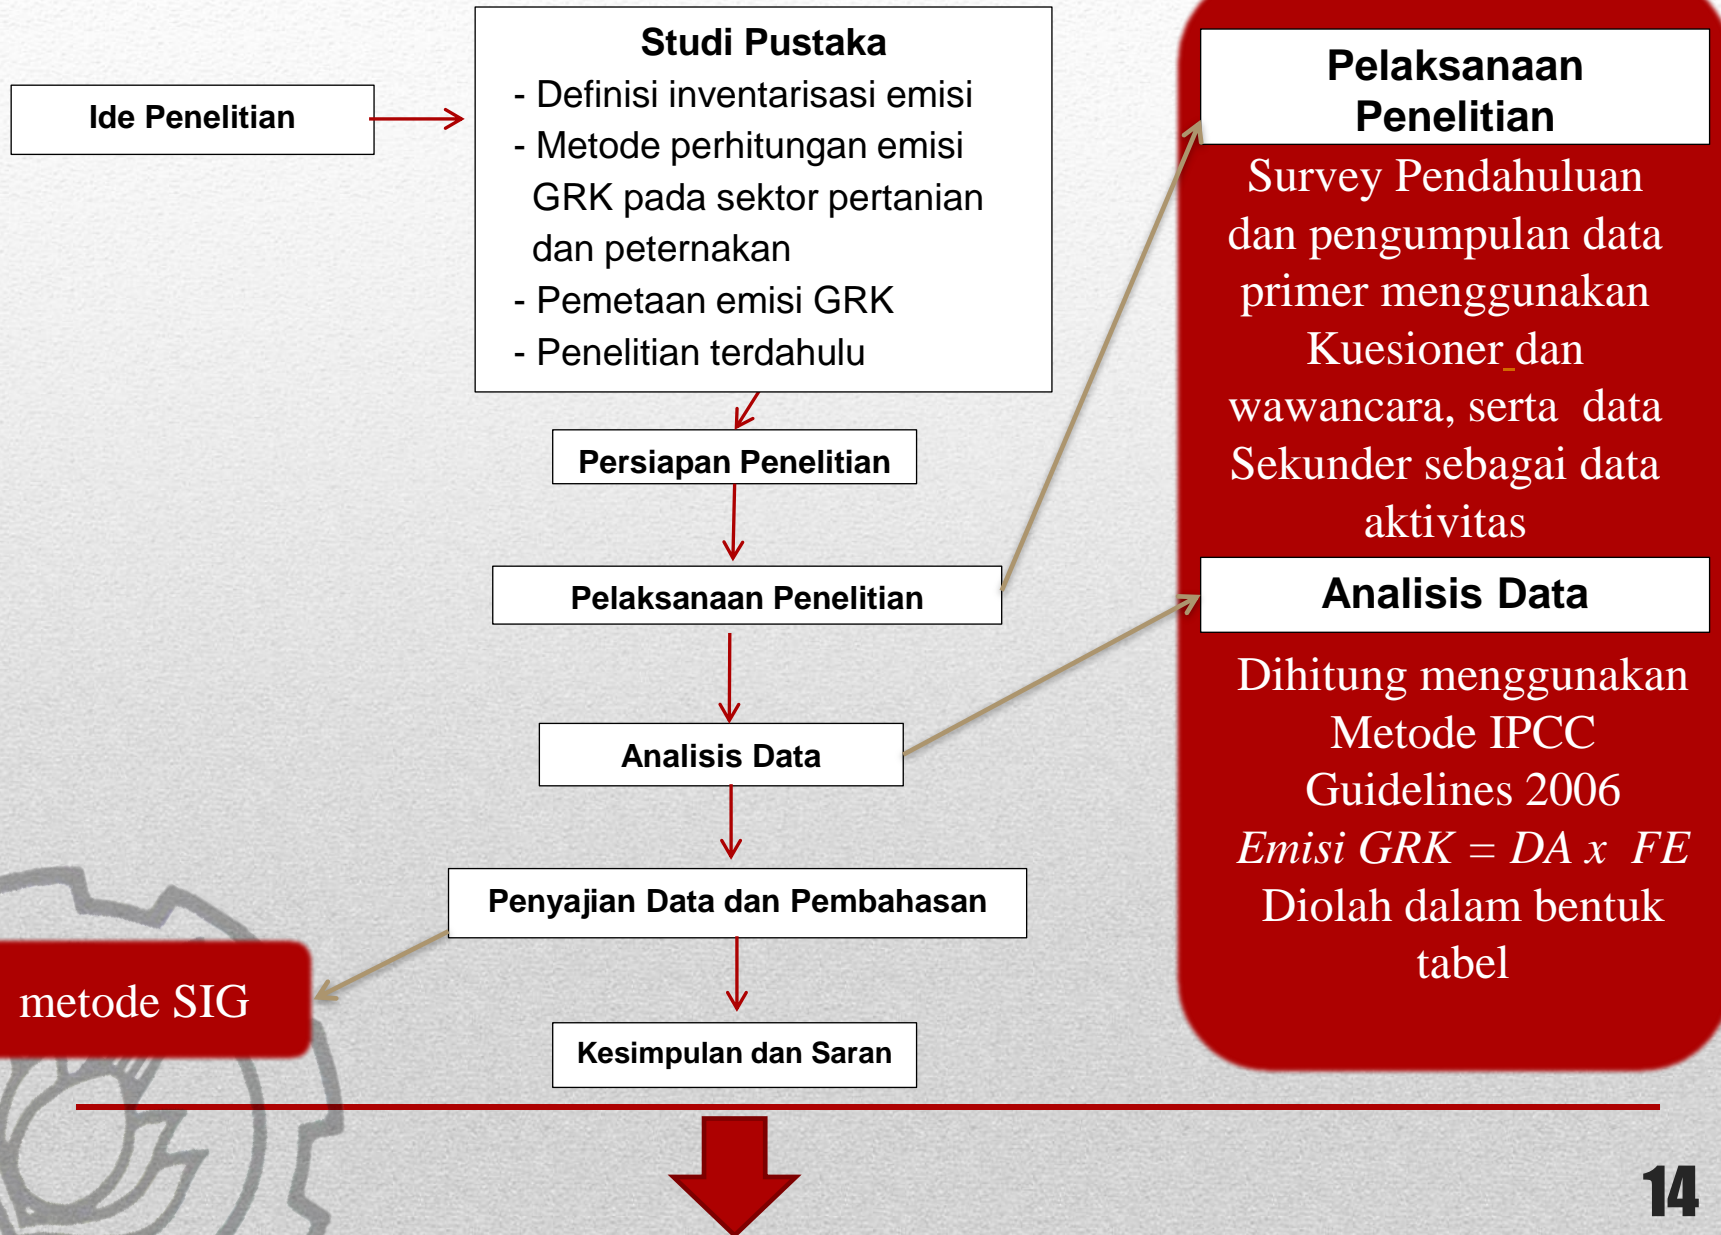 Ide Penelitian
Studi Pustaka
- Definisi inventarisasi emisi
- Metode perhitungan emisi
GRK pada sektor pertanian
dan peternakan
- Pemetaan emisi GRK
- Penelitian terdahulu
Persiapan Penelitian
Pelaksanaan Penelitian
Analisis Data
Penyajian Data dan Pembahasan
metode SIG
Kesimpulan dan Saran
Pelaksanaan
Penelitian
Survey Pendahuluan
dan pengumpulan data
primer menggunakan
Kuesioner dan
wawancara, serta data
Sekunder sebagai data
aktivitas
Analisis Data
Dihitung menggunakan
Metode IPCC
Guidelines 2006
Emisi GRK = DA x FE
Diolah dalam bentuk
tabel
14